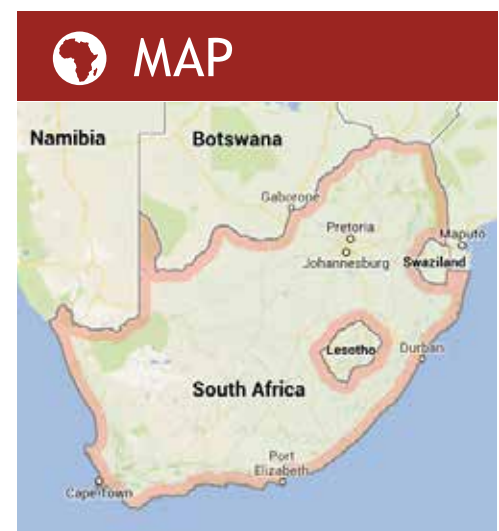 MAP
Namibia
Botswana
Gaborone
Pretoria
Johannesburg
Maputo
Swaziland
Lesotho
Durban
South Africa
Port
Elizabeth
Cape Town